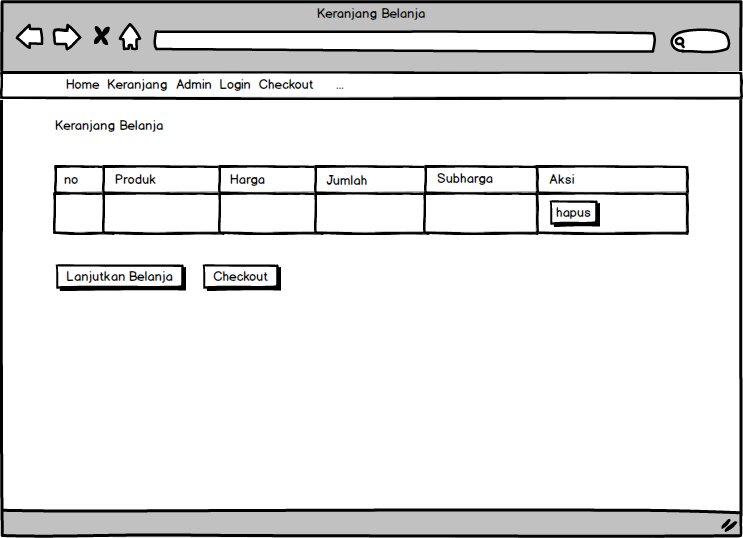 Keranjang Belanja
Home Keranjang Admin Login Checkout ...
Keranjang Belanja
no Produk Harga Jumlah Subharga Aksi
hapus
Lanjutkan Belanja Checkout